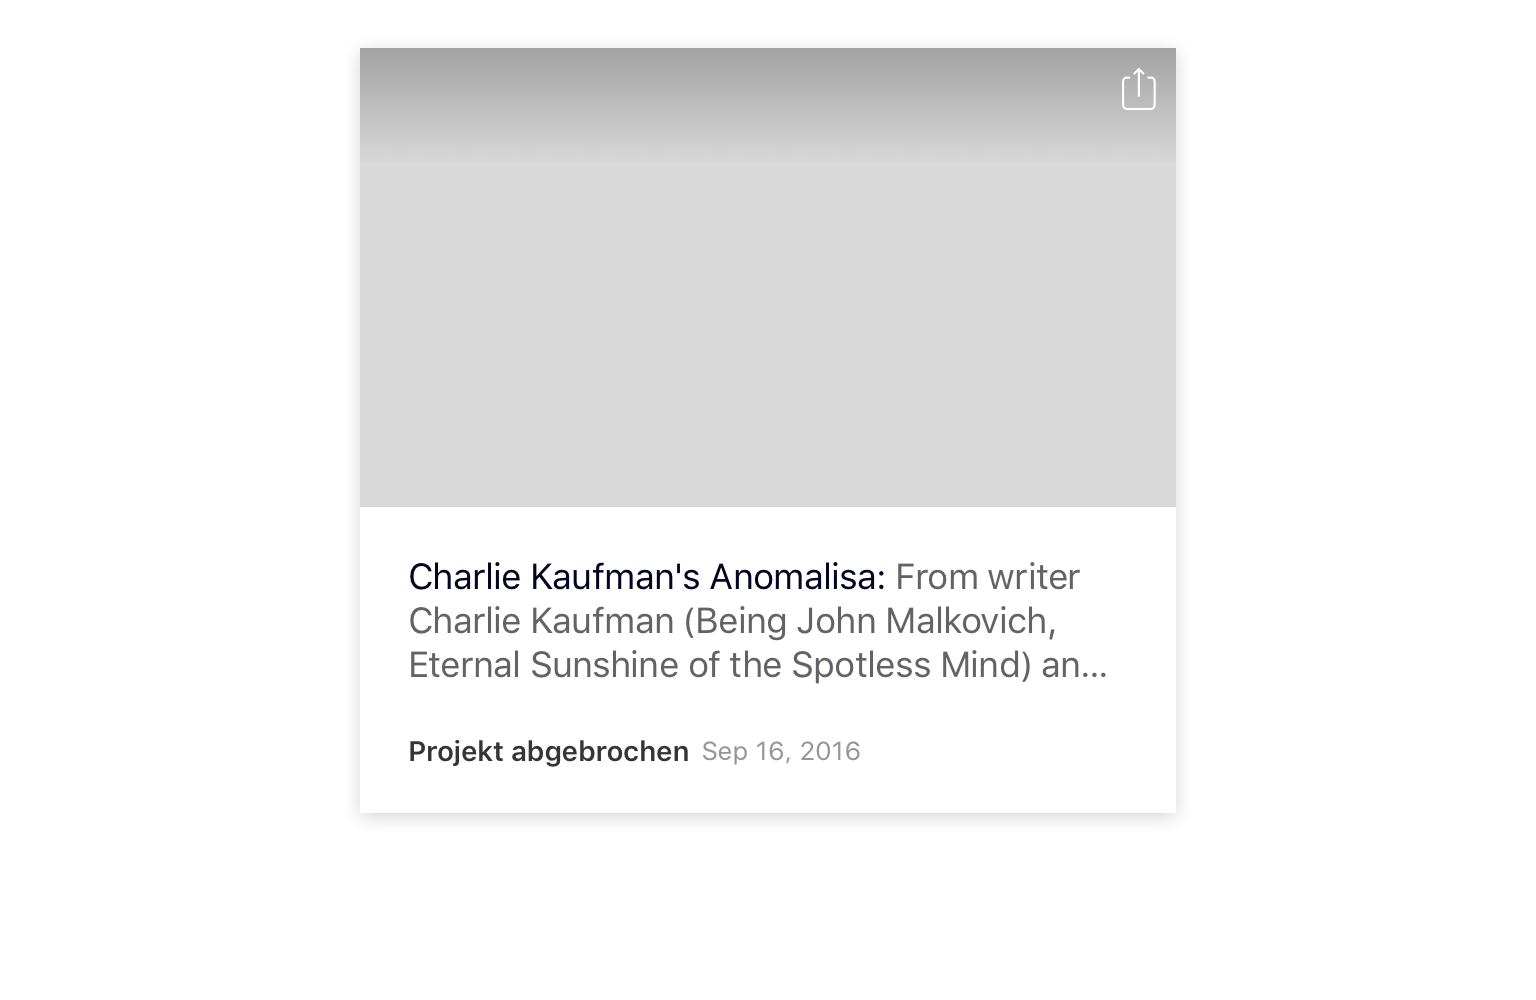 Charlie Kaufman's Anomalisa: From writer
Charlie Kaufman (Being John Malkovich,
Eternal Sunshine of the Spotless Mind) an…
Projekt abgebrochen Sep 16, 2016